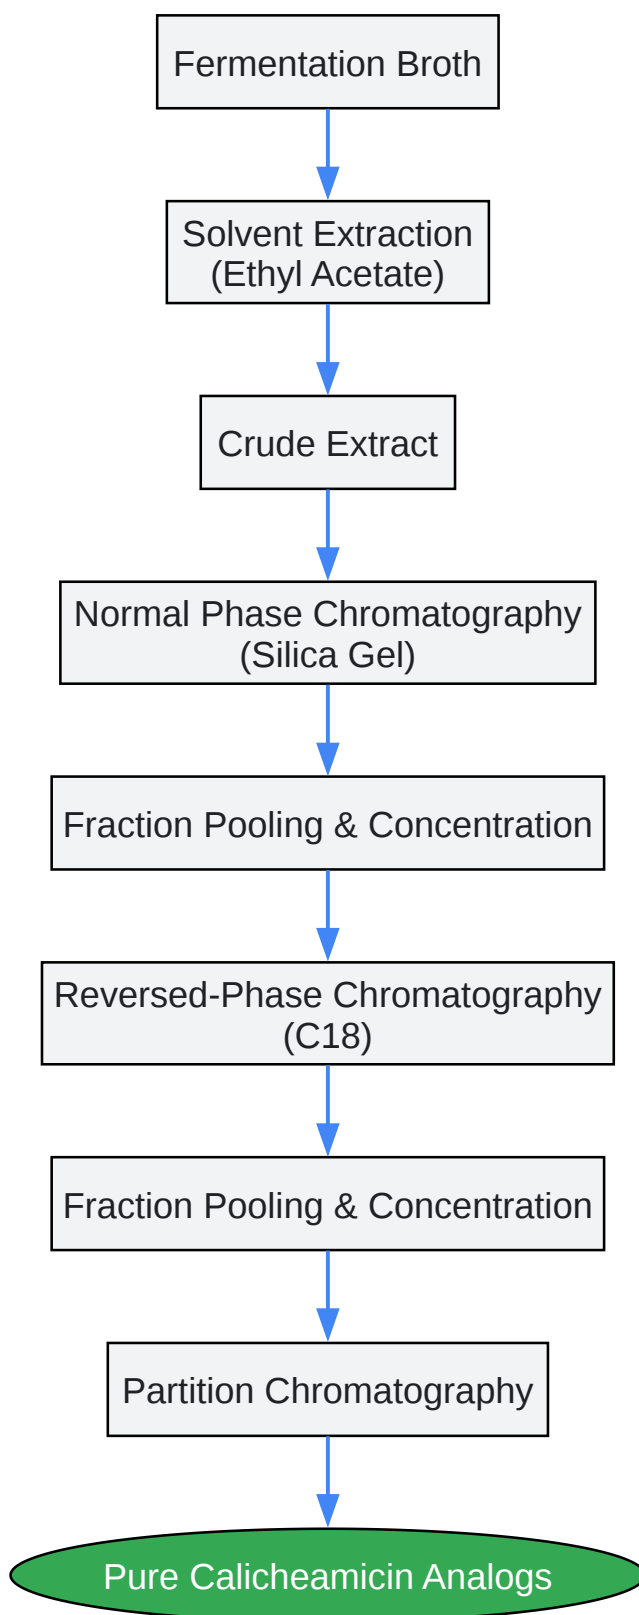 Fermentation Broth
Solvent Extraction
(Ethyl Acetate)
Crude Extract
Normal Phase Chromatography
(Silica Gel)
Fraction Pooling & Concentration
Reversed-Phase Chromatography
(C18)
Fraction Pooling & Concentration
Partition Chromatography
Pure Calicheamicin Analogs